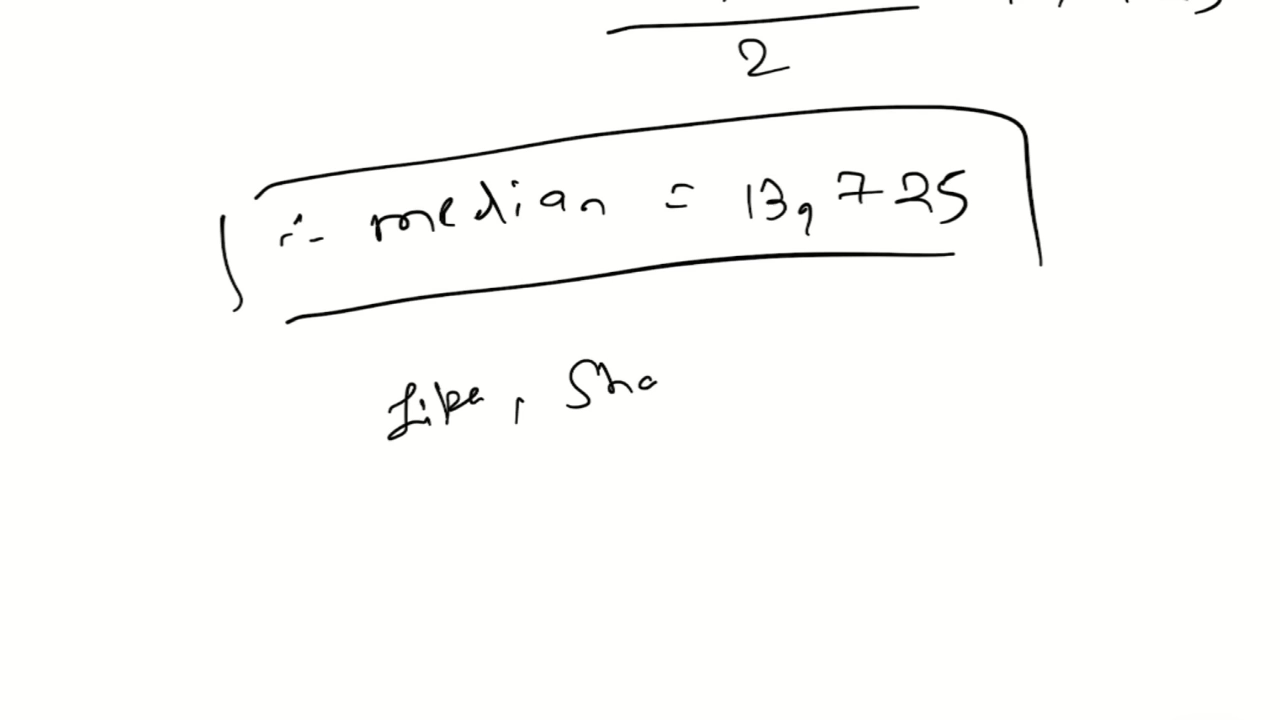 2
∴ median = 13,725
Like, Sha